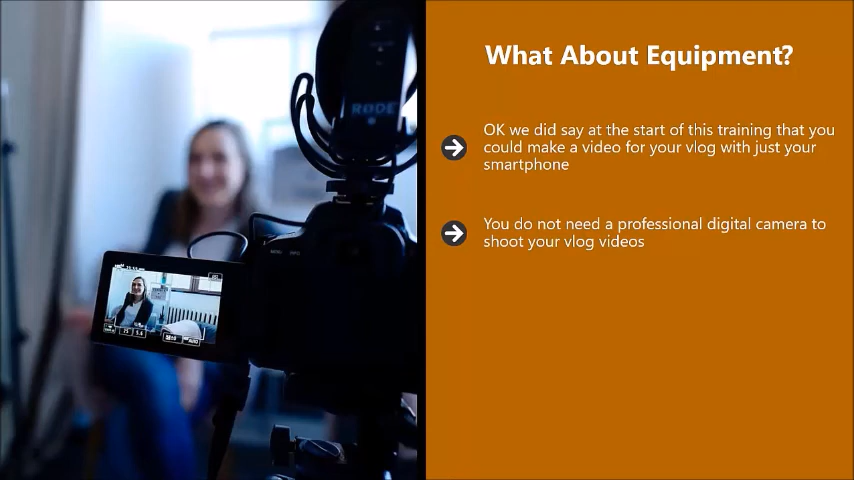 What About Equipment?
OK we did say at the start of this training that you
could make a video for your vlog with just your
smartphone
You do not need a professional digital camera to
shoot your vlog videos
RØDE